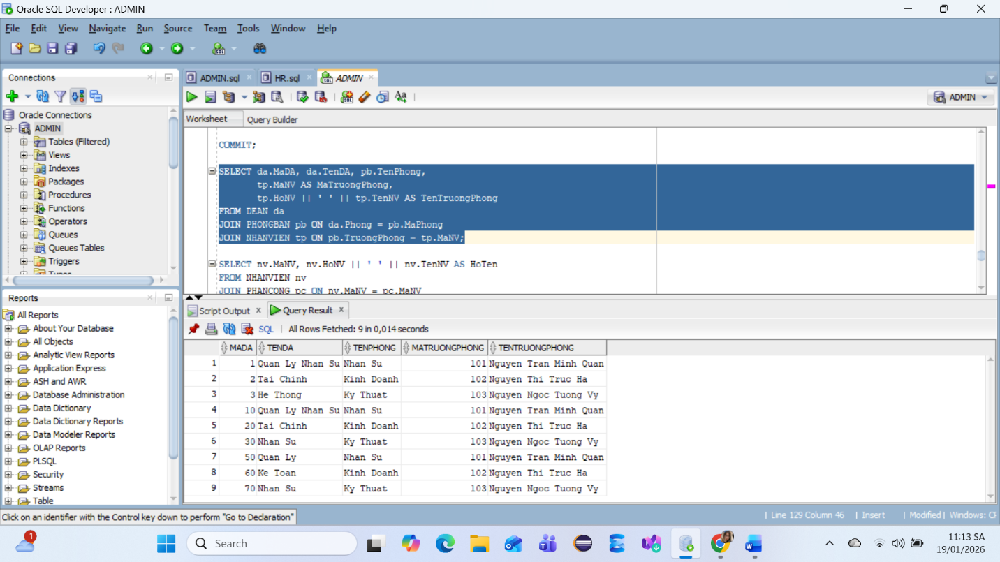 Oracle SQL Developer : ADMIN
File Edit View Navigate Run Source Team Tools Window Help
Connections
Oracle Connections
ADMIN
Tables (Filtered)
Views
Indexes
Packages
Procedures
Functions
Operators
Queues
Queues Tables
Triggers
Types
Reports
All Reports
About Your Database
All Objects
Analytic View Reports
Application Express
ASH and AWR
Database Administration
Data Dictionary
Data Dictionary Reports
Data Modeler Reports
OLAP Reports
PLSQL
Security
Streams
Table
ADMIN.sql HR.sql ADMIN
ADMIN
Worksheet Query Builder
COMMIT;
SELECT da.MaDA, da.TenDA, pb.TenPhong,
tp.MaNV AS MaTruongPhong,
tp.HoNV || ' ' || tp.TenNV AS TenTruongPhong
FROM DEAN da
JOIN PHONGBAN pb ON da.Phong = pb.MaPhong
JOIN NHANVIEN tp ON pb.TruongPhong = tp.MaNV;
SELECT nv.MaNV, nv.HoNV || ' ' || nv.TenNV AS HoTen
FROM NHANVIEN nv
JOIN PHANCONG pc ON nv.MaNV = pc.MaNV
Script Output x Query Result x
SQL | All Rows Fetched: 9 in 0,014 seconds
MADA TENDA TENPHONG MATRUONGPHONG TENTRUONGPHONG
1 1 Quan Ly Nhan Su Nhan Su 101 Nguyen Tran Minh Quan
2 2 Tai Chinh Kinh Doanh 102 Nguyen Thi Truc Ha
3 3 He Thong Ky Thuat 103 Nguyen Ngoc Tuong Vy
4 10 Quan Ly Nhan Su Nhan Su 101 Nguyen Tran Minh Quan
5 20 Tai Chinh Kinh Doanh 102 Nguyen Thi Truc Ha
6 30 Nhan Su Ky Thuat 103 Nguyen Ngoc Tuong Vy
7 50 Quan Ly Nhan Su 101 Nguyen Tran Minh Quan
8 60 Ke Toan Kinh Doanh 102 Nguyen Thi Truc Ha
9 70 Nhan Su Ky Thuat 103 Nguyen Ngoc Tuong Vy
Click on an identifier with the Control key down to perform "Go to Declaration"
| Line 129 Column 46 | Insert | Modified | Windows: CF
1
Search
11:13 SA
19/01/2026